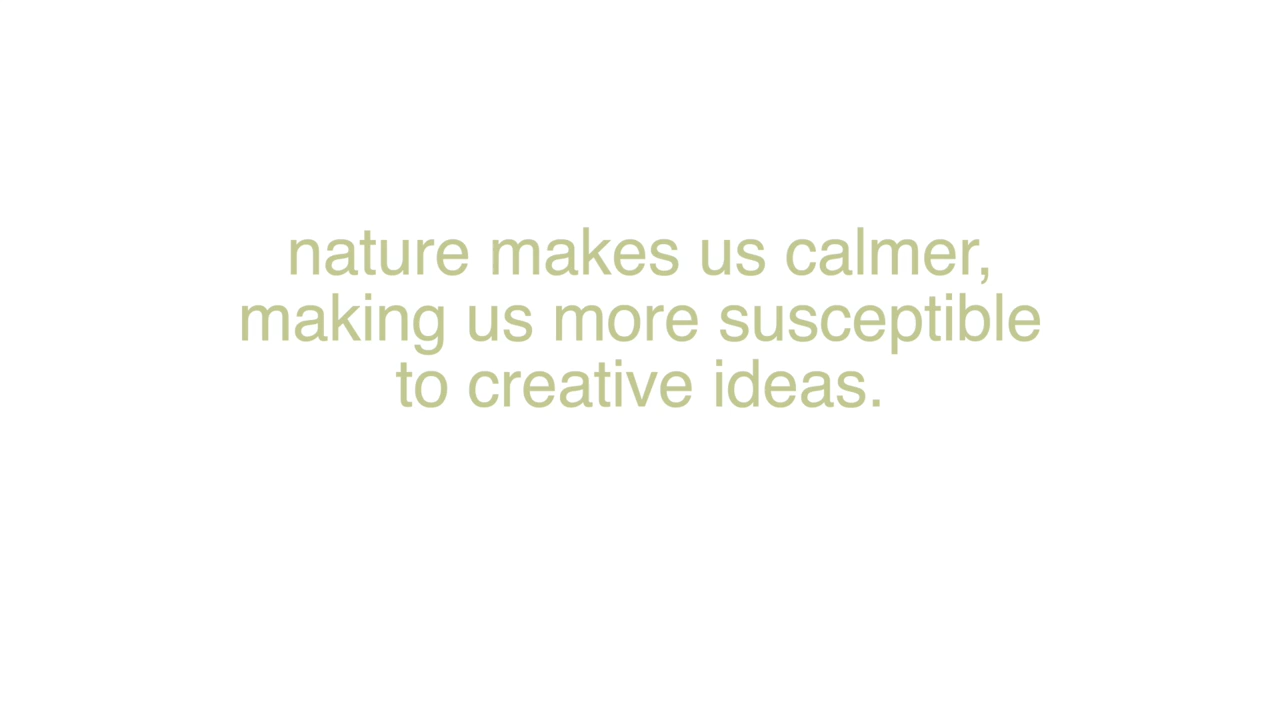 nature makes us calmer,
making us more susceptible
to creative ideas.